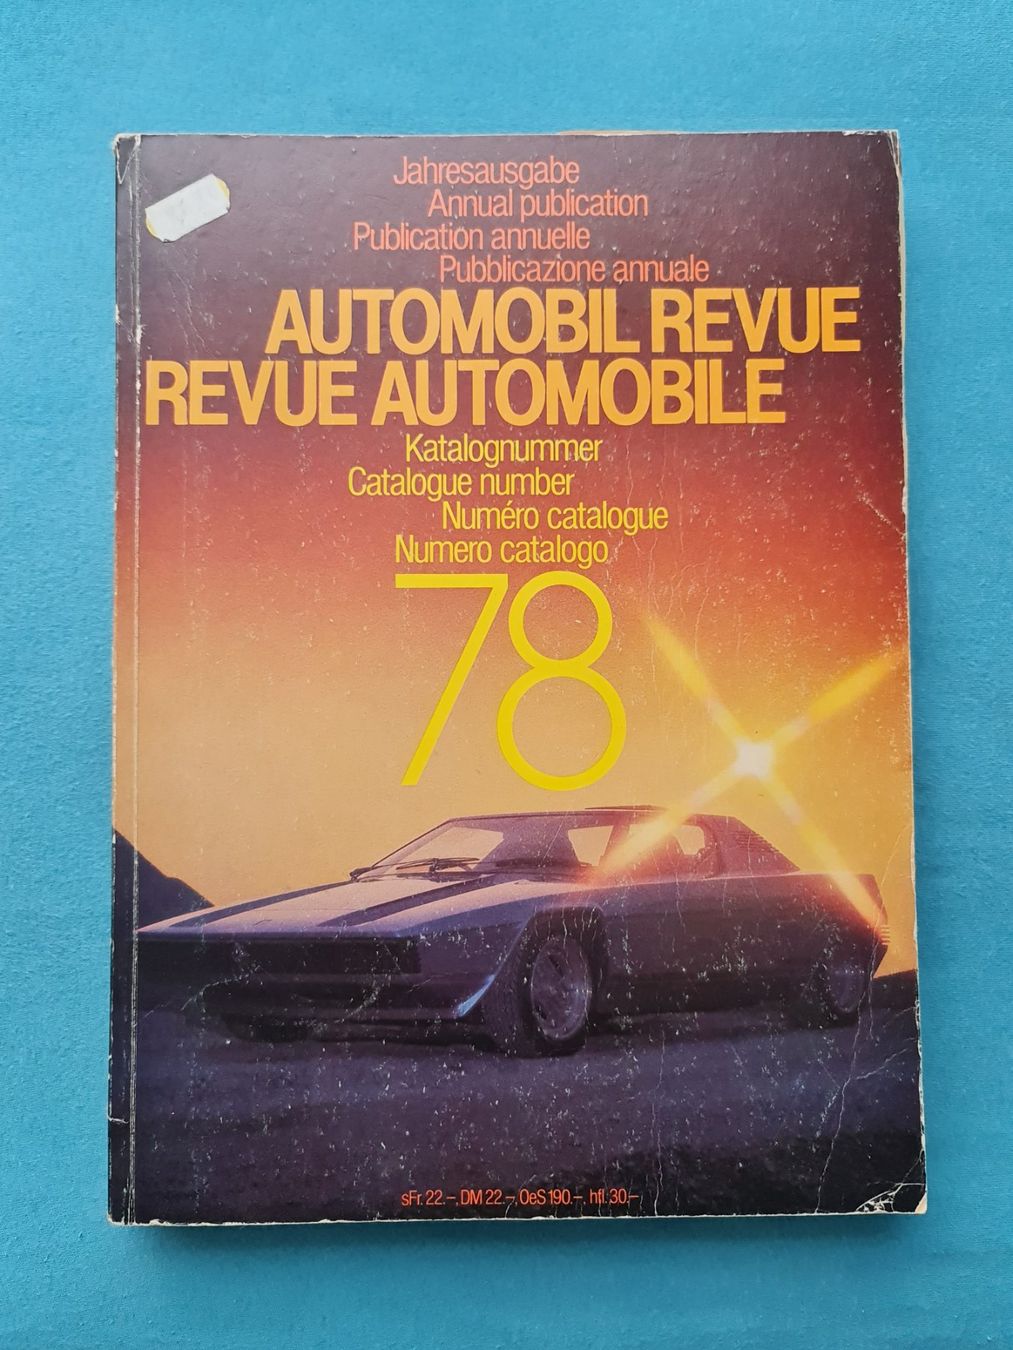 Jahresausgabe
Annual publication
Publication annuelle
Pubblicazione annuale
AUTOMOBIL REVUE
REVUE AUTOMOBILE
Katalognummer
Catalogue number
Numéro catalogue
Numero catalogo
78
sFr. 22.–, DM 22.–, OeS 190.–, hfl. 30.–